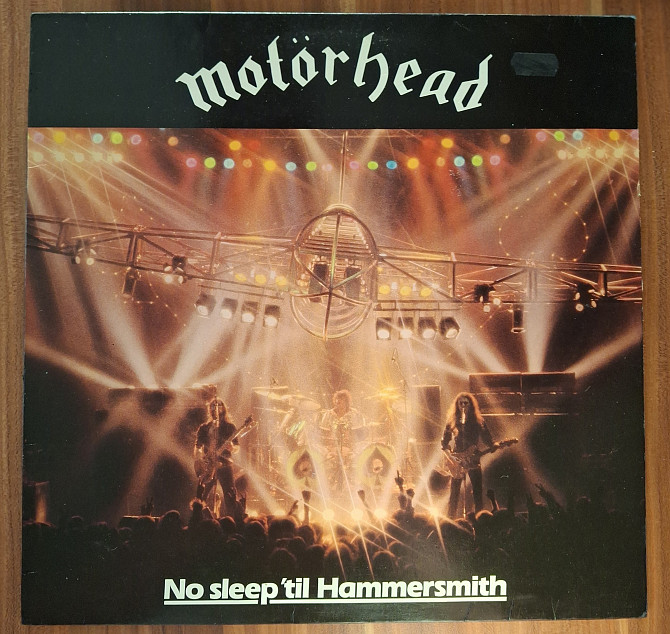 motörhead
No sleep 'til Hammersmith